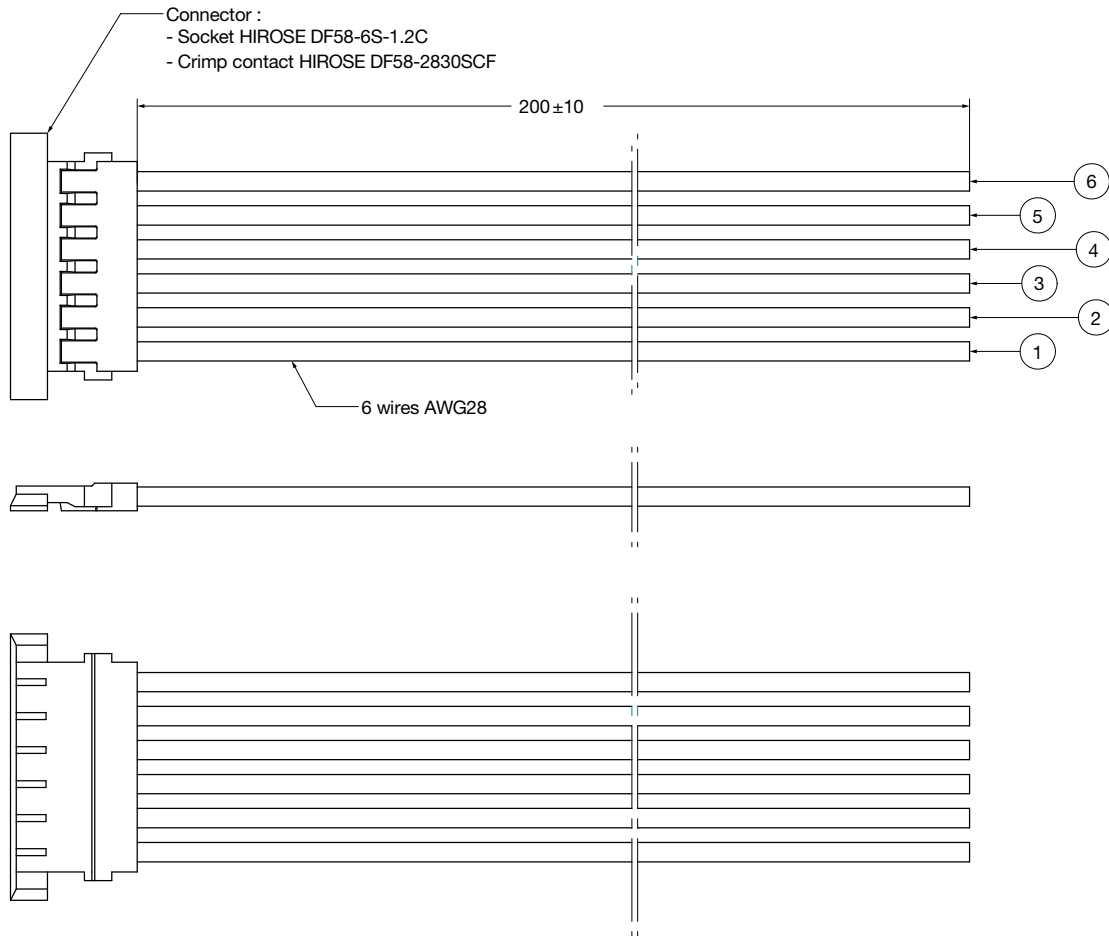 Connector :
- Socket HIROSE DF58-6S-1.2C
- Crimp contact HIROSE DF58-2830SCF
200±10
6
5
4
3
2
1
6 wires AWG28